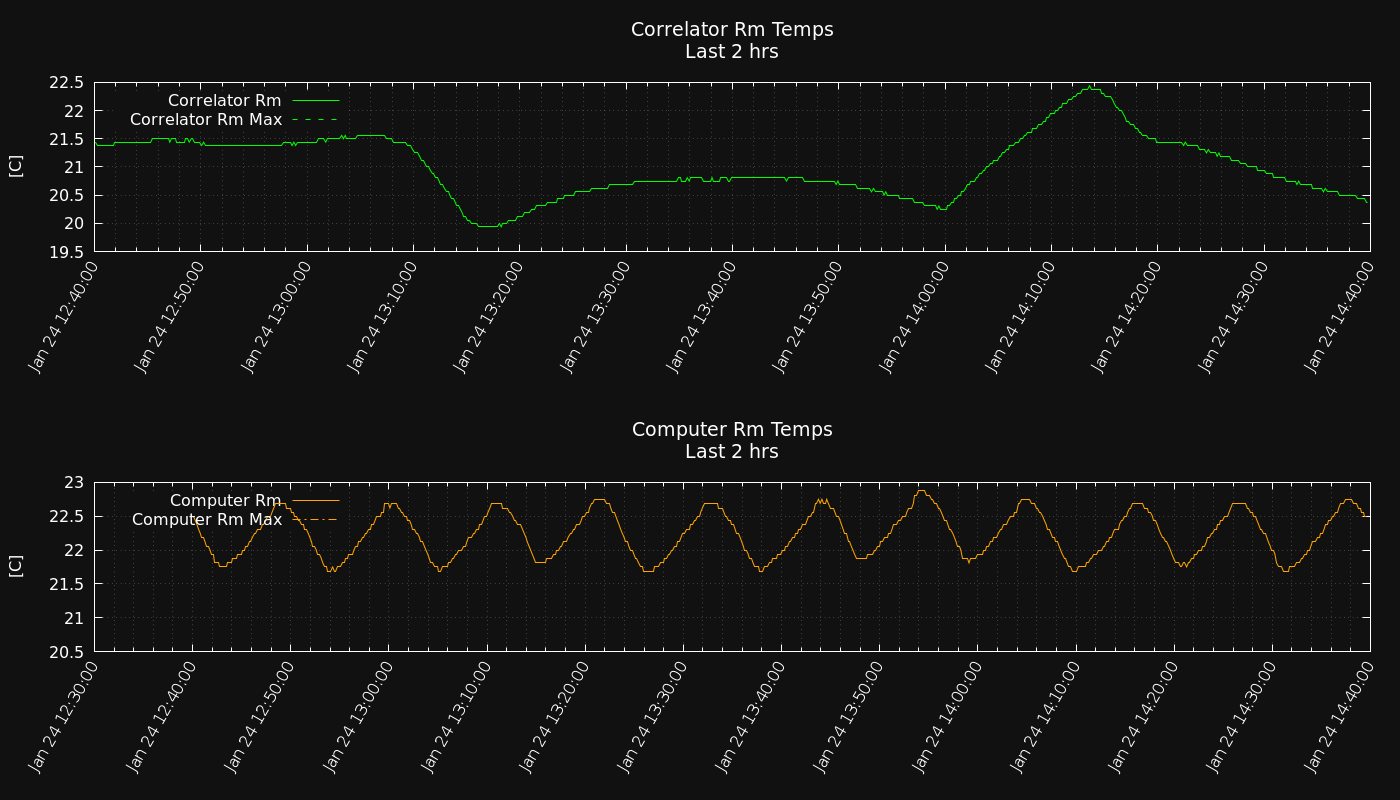 Correlator Rm Temps
Last 2 hrs
22.5
22
21.5
21
20.5
20
19.5
[C]
Correlator Rm
Correlator Rm Max
Jan 24 12:40:00
Jan 24 12:50:00
Jan 24 13:00:00
Jan 24 13:10:00
Jan 24 13:20:00
Jan 24 13:30:00
Jan 24 13:40:00
Jan 24 13:50:00
Jan 24 14:00:00
Jan 24 14:10:00
Jan 24 14:20:00
Jan 24 14:30:00
Jan 24 14:40:00
Computer Rm Temps
Last 2 hrs
23
22.5
22
21.5
21
20.5
[C]
Computer Rm
Computer Rm Max
Jan 24 12:30:00
Jan 24 12:40:00
Jan 24 12:50:00
Jan 24 13:00:00
Jan 24 13:10:00
Jan 24 13:20:00
Jan 24 13:30:00
Jan 24 13:40:00
Jan 24 13:50:00
Jan 24 14:00:00
Jan 24 14:10:00
Jan 24 14:20:00
Jan 24 14:30:00
Jan 24 14:40:00